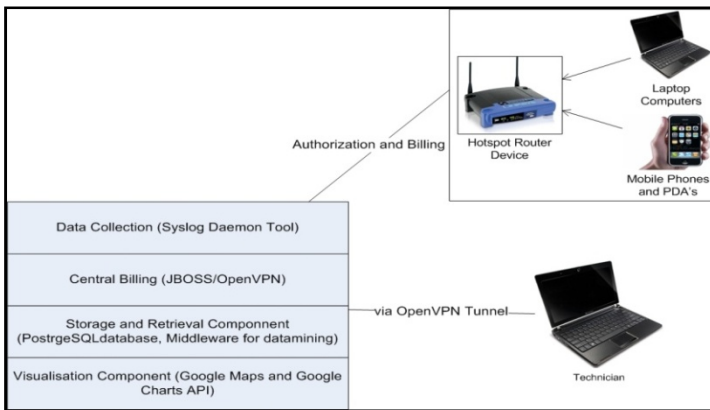 Laptop
Computers
Authorization and Billing
Hotspot Router
Device
Mobile Phones
and PDA's
Data Collection (Syslog Daemon Tool)
Central Billing (JBOSS/OpenVPN)
Storage and Retrieval Componnent
(PostrgeSQLdatabase, Middleware for datamining)
Visualisation Component (Google Maps and Google
Charts API)
via OpenVPN Tunnel
Technician